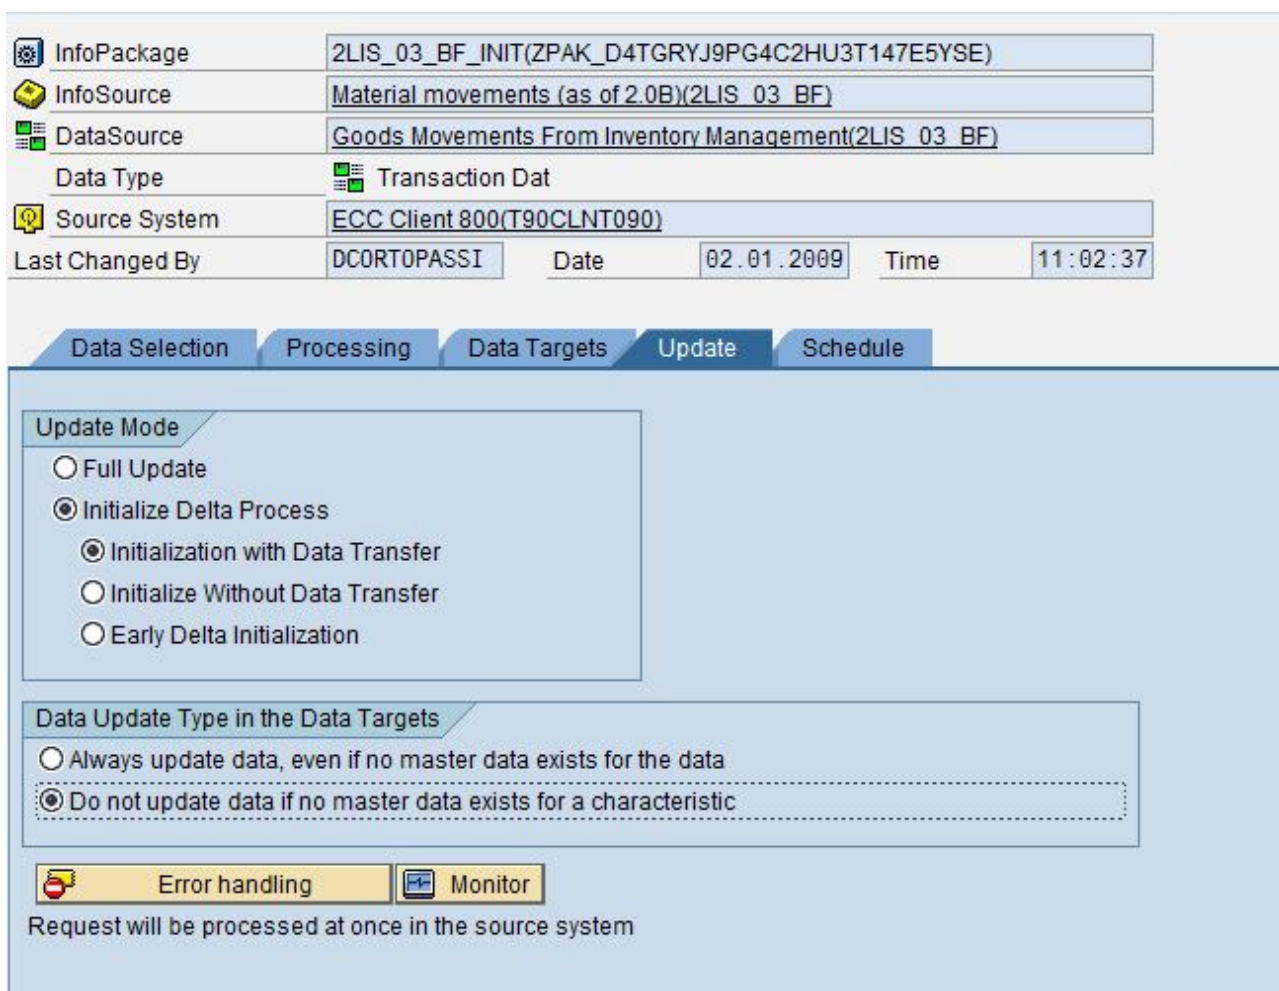 InfoPackage 2LIS_03_BF_INIT(ZPAK_D4TGRYJ9PG4C2HU3T147E5YSE)
InfoSource Material movements (as of 2.0B)(2LIS_03_BF)
DataSource Goods Movements From Inventory Management(2LIS_03_BF)
Data Type Transaction Dat
Source System ECC Client 800(T90CLNT090)
Last Changed By DCORTOPASSI Date 02.01.2009 Time 11:02:37
Data Selection Processing Data Targets Update Schedule
Update Mode
Full Update
Initialize Delta Process
Initialization with Data Transfer
Initialize Without Data Transfer
Early Delta Initialization
Data Update Type in the Data Targets
Always update data, even if no master data exists for the data
Do not update data if no master data exists for a characteristic
Error handling Monitor
Request will be processed at once in the source system